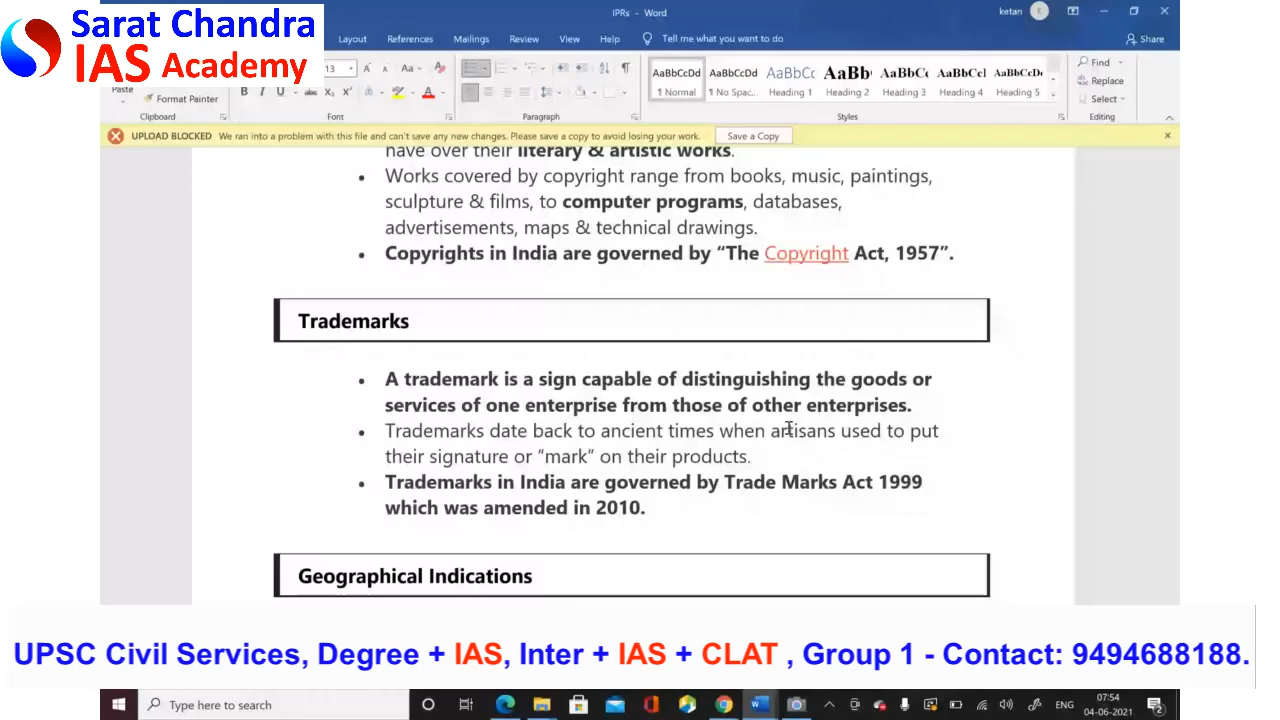 Sarat Chandra
IAS Academy
IPRs - Word
ketan
Layout References Mailings Review View Help Tell me what you want to do Share
Paste
Format Painter
13
Aa
B I U abc X₂ X² A
AaBbCcDd AaBbCcDd AaBbCc AaBb( AaBbCc AaBbCcl AaBbCcDc
¶ Normal ¶ No Spac... Heading 1 Heading 2 Heading 3 Heading 4 Heading 5
Find
Replace
Select
Clipboard Font Paragraph Styles Editing
UPLOAD BLOCKED We ran into a problem with this file and can't save any new changes. Please save a copy to avoid losing your work. Save a Copy
have over their literary & artistic works.
• Works covered by copyright range from books, music, paintings,
sculpture & films, to computer programs, databases,
advertisements, maps & technical drawings.
• Copyrights in India are governed by “The Copyright Act, 1957”.
Trademarks
• A trademark is a sign capable of distinguishing the goods or
services of one enterprise from those of other enterprises.
• Trademarks date back to ancient times when artisans used to put
their signature or “mark” on their products.
• Trademarks in India are governed by Trade Marks Act 1999
which was amended in 2010.
Geographical Indications
UPSC Civil Services, Degree + IAS, Inter + IAS + CLAT , Group 1 - Contact: 9494688188.
Type here to search
ENG
07:54
04-06-2021
2